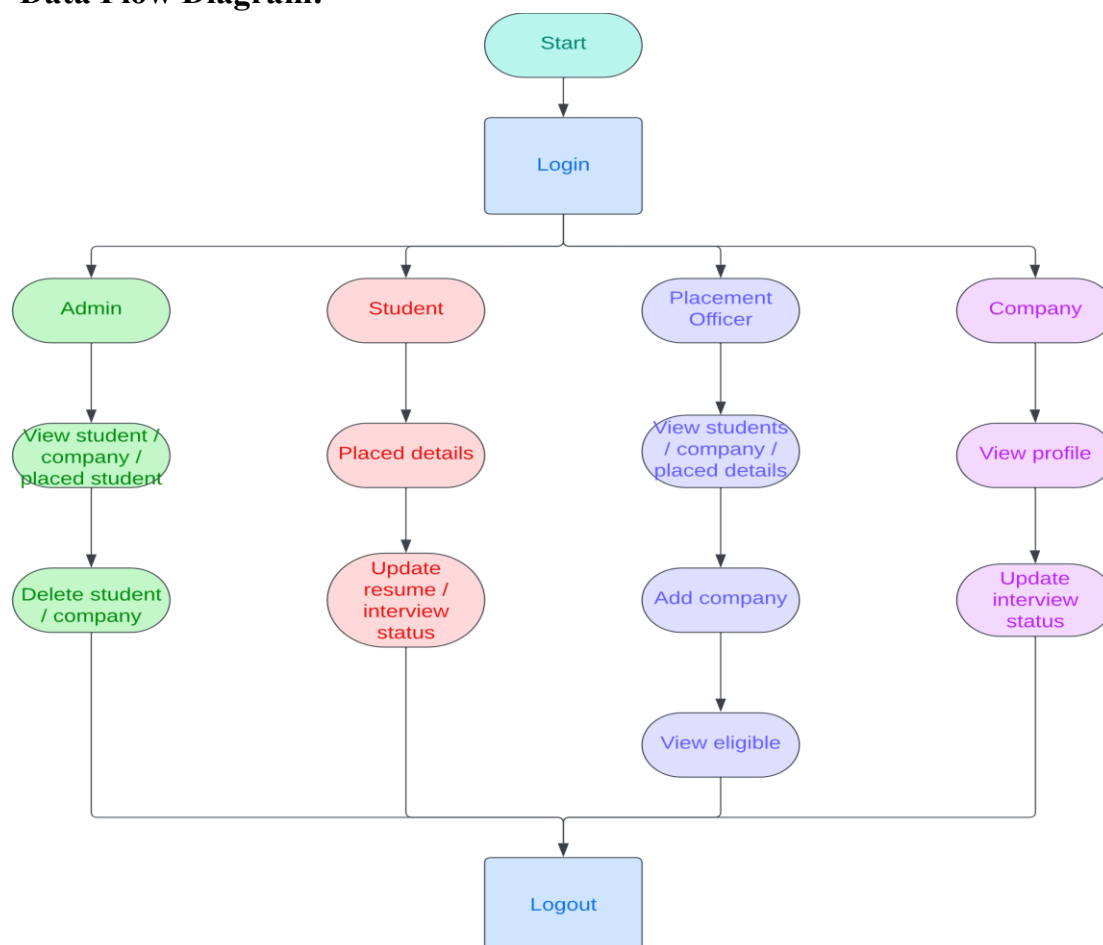 Data Flow Diagram:
Start
Login
Admin
Student
Placement
Officer
Company
View student /
company /
placed student
Placed details
View students
/ company /
placed details
View profile
Delete student
/ company
Update
resume /
interview
status
Add company
Update
interview
status
View eligible
Logout